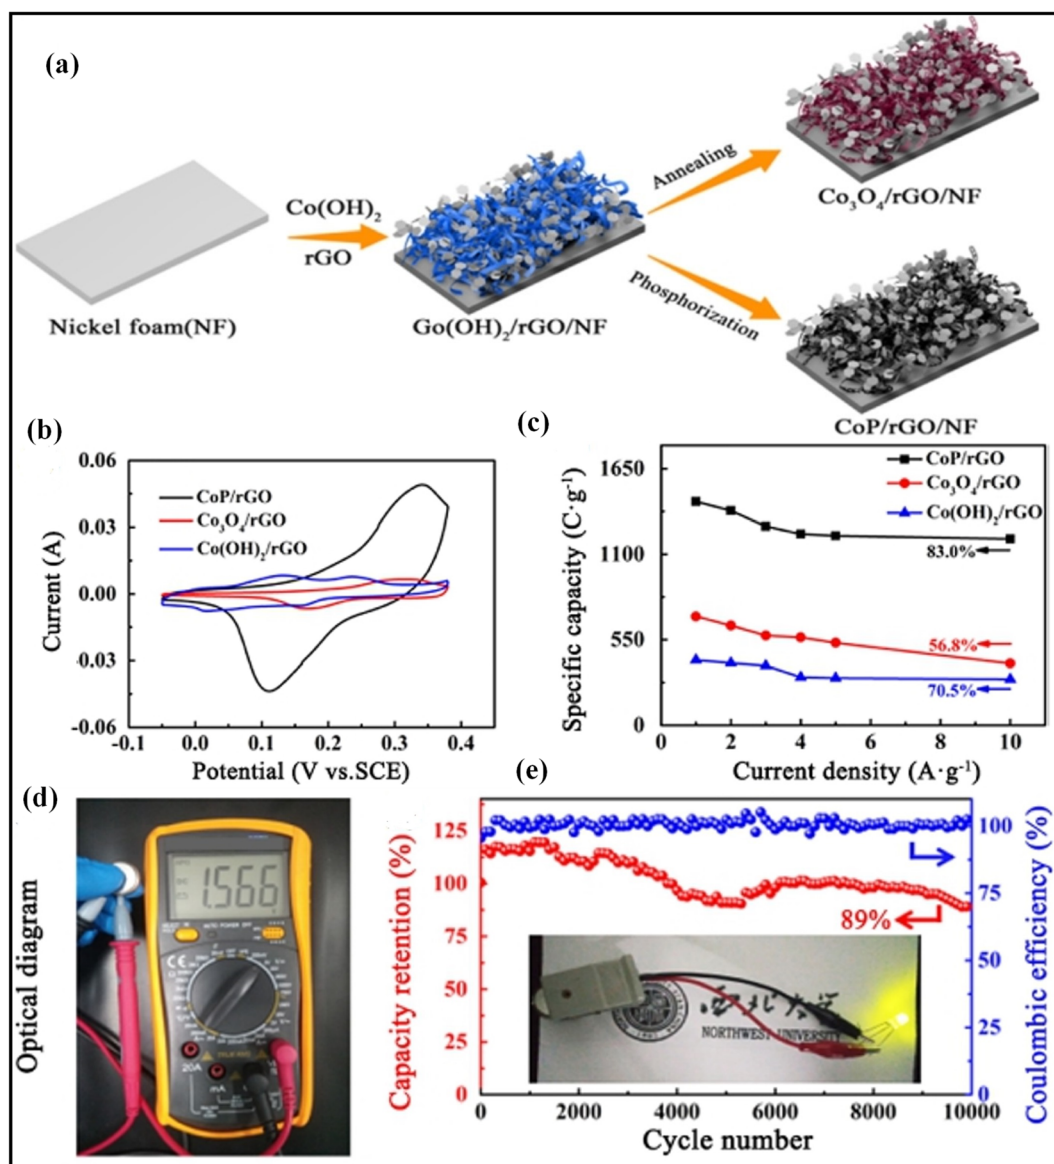 (a)
Nickel foam(NF)
Co(OH)₂
rGO
Go(OH)₂/rGO/NF
Annealing
Phosphorization
Co₃O₄/rGO/NF
CoP/rGO/NF
(b)
0.06
0.03
0.00
-0.03
-0.06
Current (A)
CoP/rGO
Co₃O₄/rGO
Co(OH)₂/rGO
-0.1 0.0 0.1 0.2 0.3 0.4
Potential (V vs.SCE)
(c)
1650
1100
550
0
Specific capacity (C·g⁻¹)
CoP/rGO
Co₃O₄/rGO
Co(OH)₂/rGO
83.0%
56.8%
70.5%
0 2 4 6 8 10
Current density (A·g⁻¹)
(d)
Optical diagram
1.566
CE
20A
mA
(e)
Capacity retention (%)
125
100
75
50
25
0
89%
NORTHWEST UNIVERSITY
100
75
50
25
0
Coulombic efficiency (%)
0 2000 4000 6000 8000 10000
Cycle number